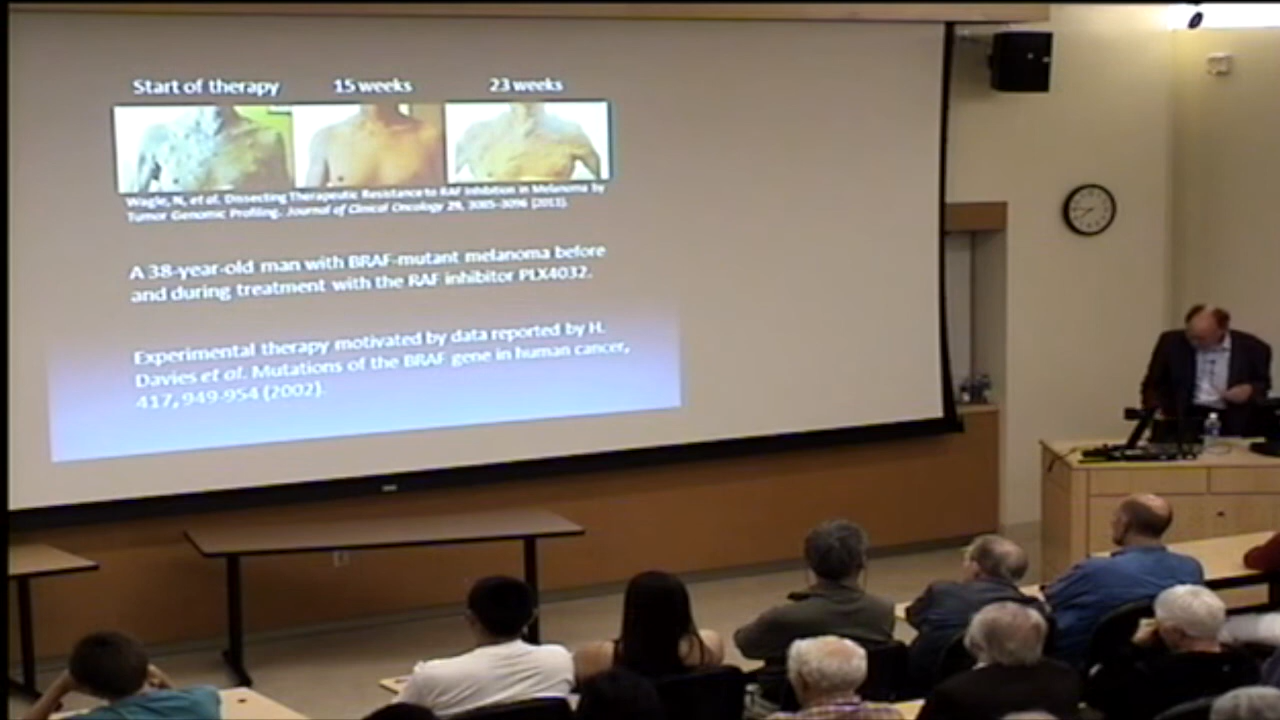 Start of therapy 15 weeks 23 weeks
Wagle, N, et al. Dissecting Therapeutic Resistance to RAF Inhibition in Melanoma by
Tumor Genomic Profiling. Journal of Clinical Oncology 29, 3085-3096 (2011).
A 38-year-old man with BRAF-mutant melanoma before
and during treatment with the RAF inhibitor PLX4032.
Experimental therapy motivated by data reported by H.
Davies et al. Mutations of the BRAF gene in human cancer,
417, 949-954 (2002).